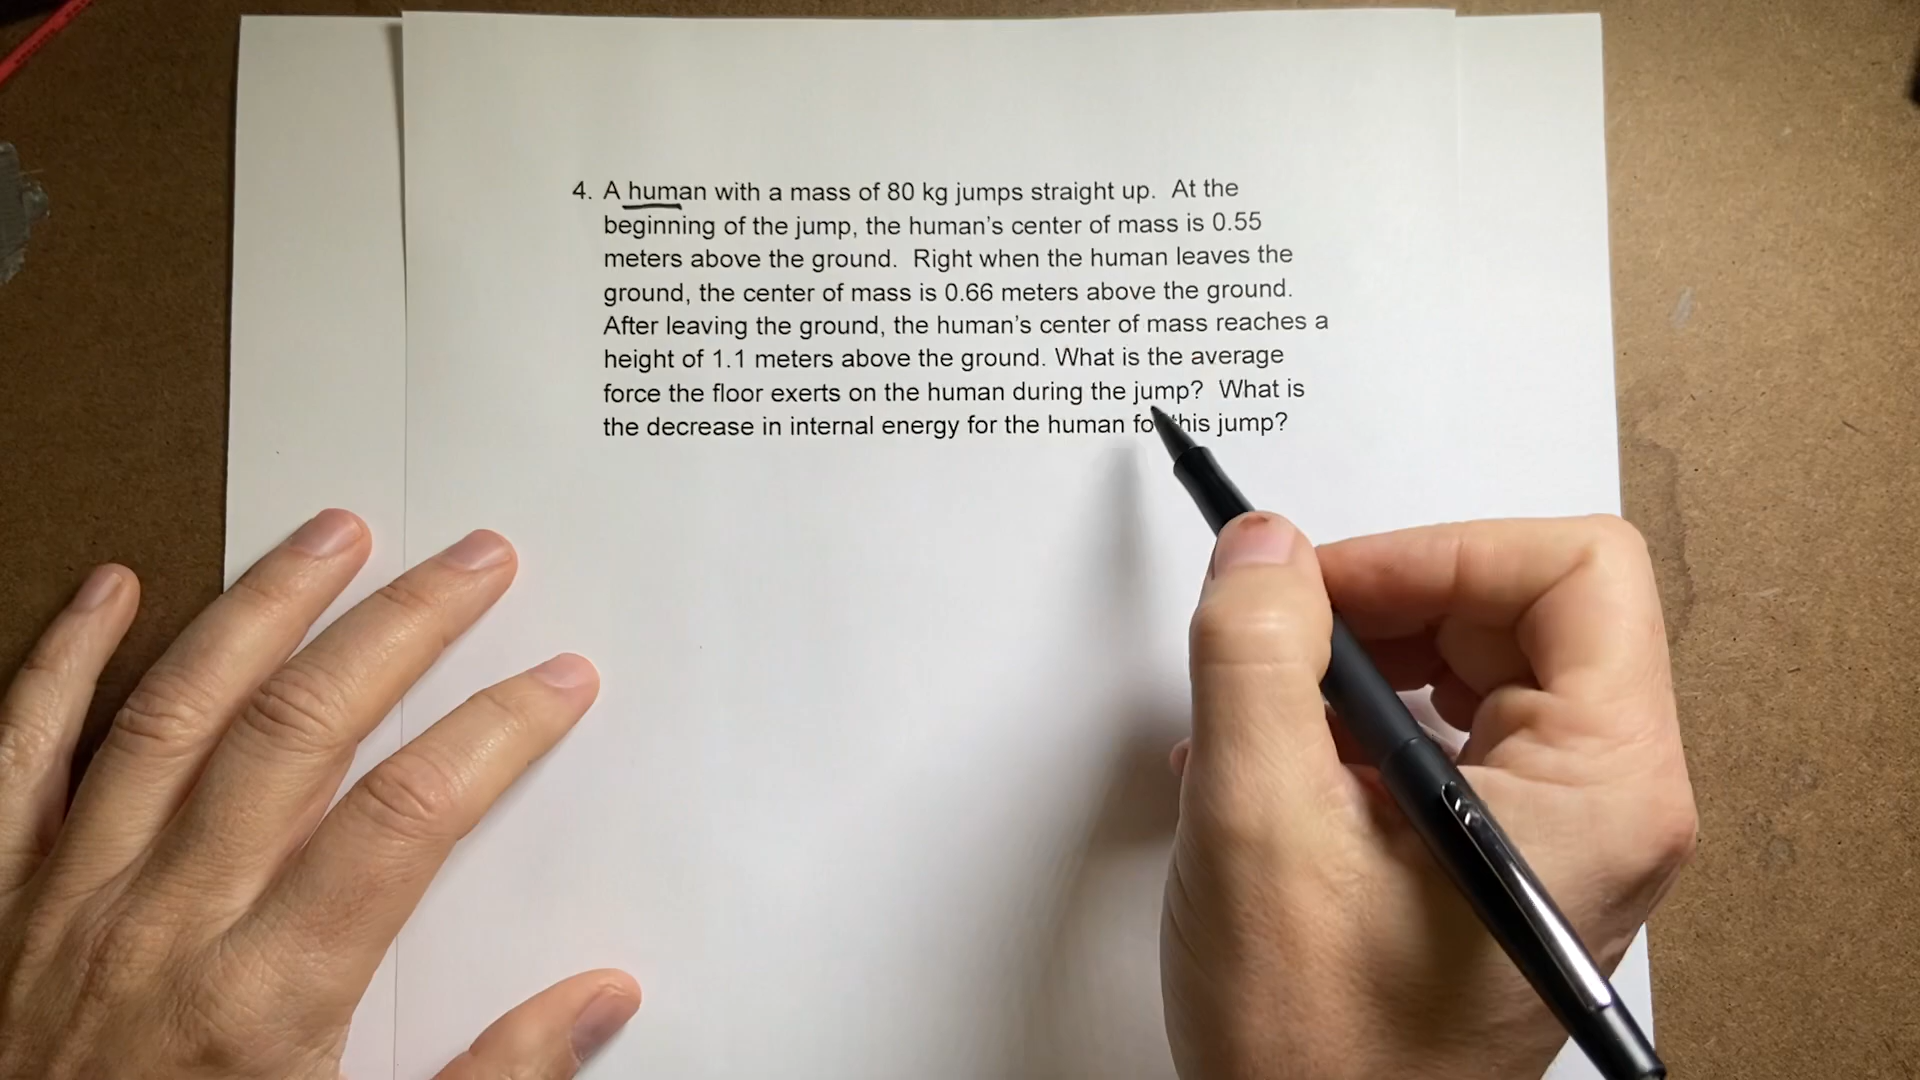 4. A human with a mass of 80 kg jumps straight up. At the
beginning of the jump, the human's center of mass is 0.55
meters above the ground. Right when the human leaves the
ground, the center of mass is 0.66 meters above the ground.
After leaving the ground, the human's center of mass reaches a
height of 1.1 meters above the ground. What is the average
force the floor exerts on the human during the jump? What is
the decrease in internal energy for the human for this jump?